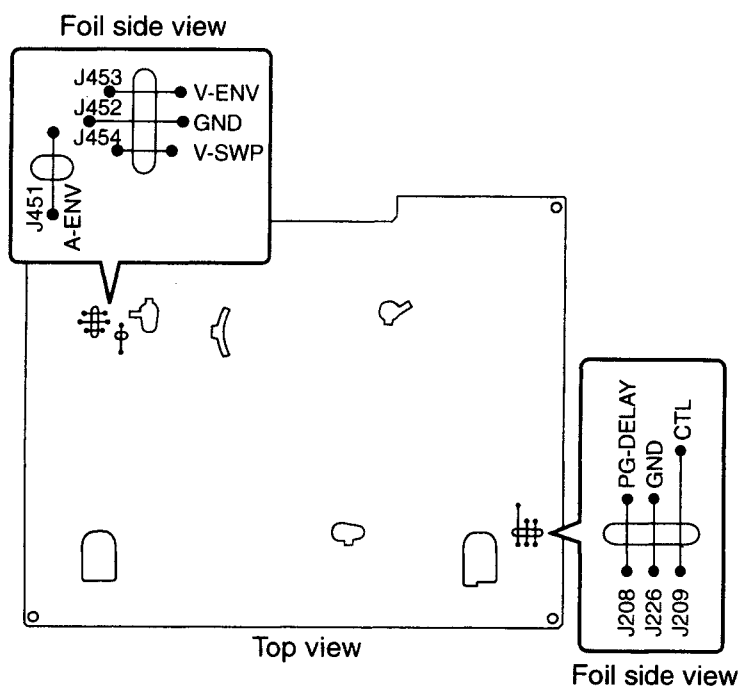 Foil side view
J453
V-ENV
J452
GND
J454
V-SWP
J451
A-ENV
PG-DELAY
GND
CTL
J208
J226
J209
Top view
Foil side view